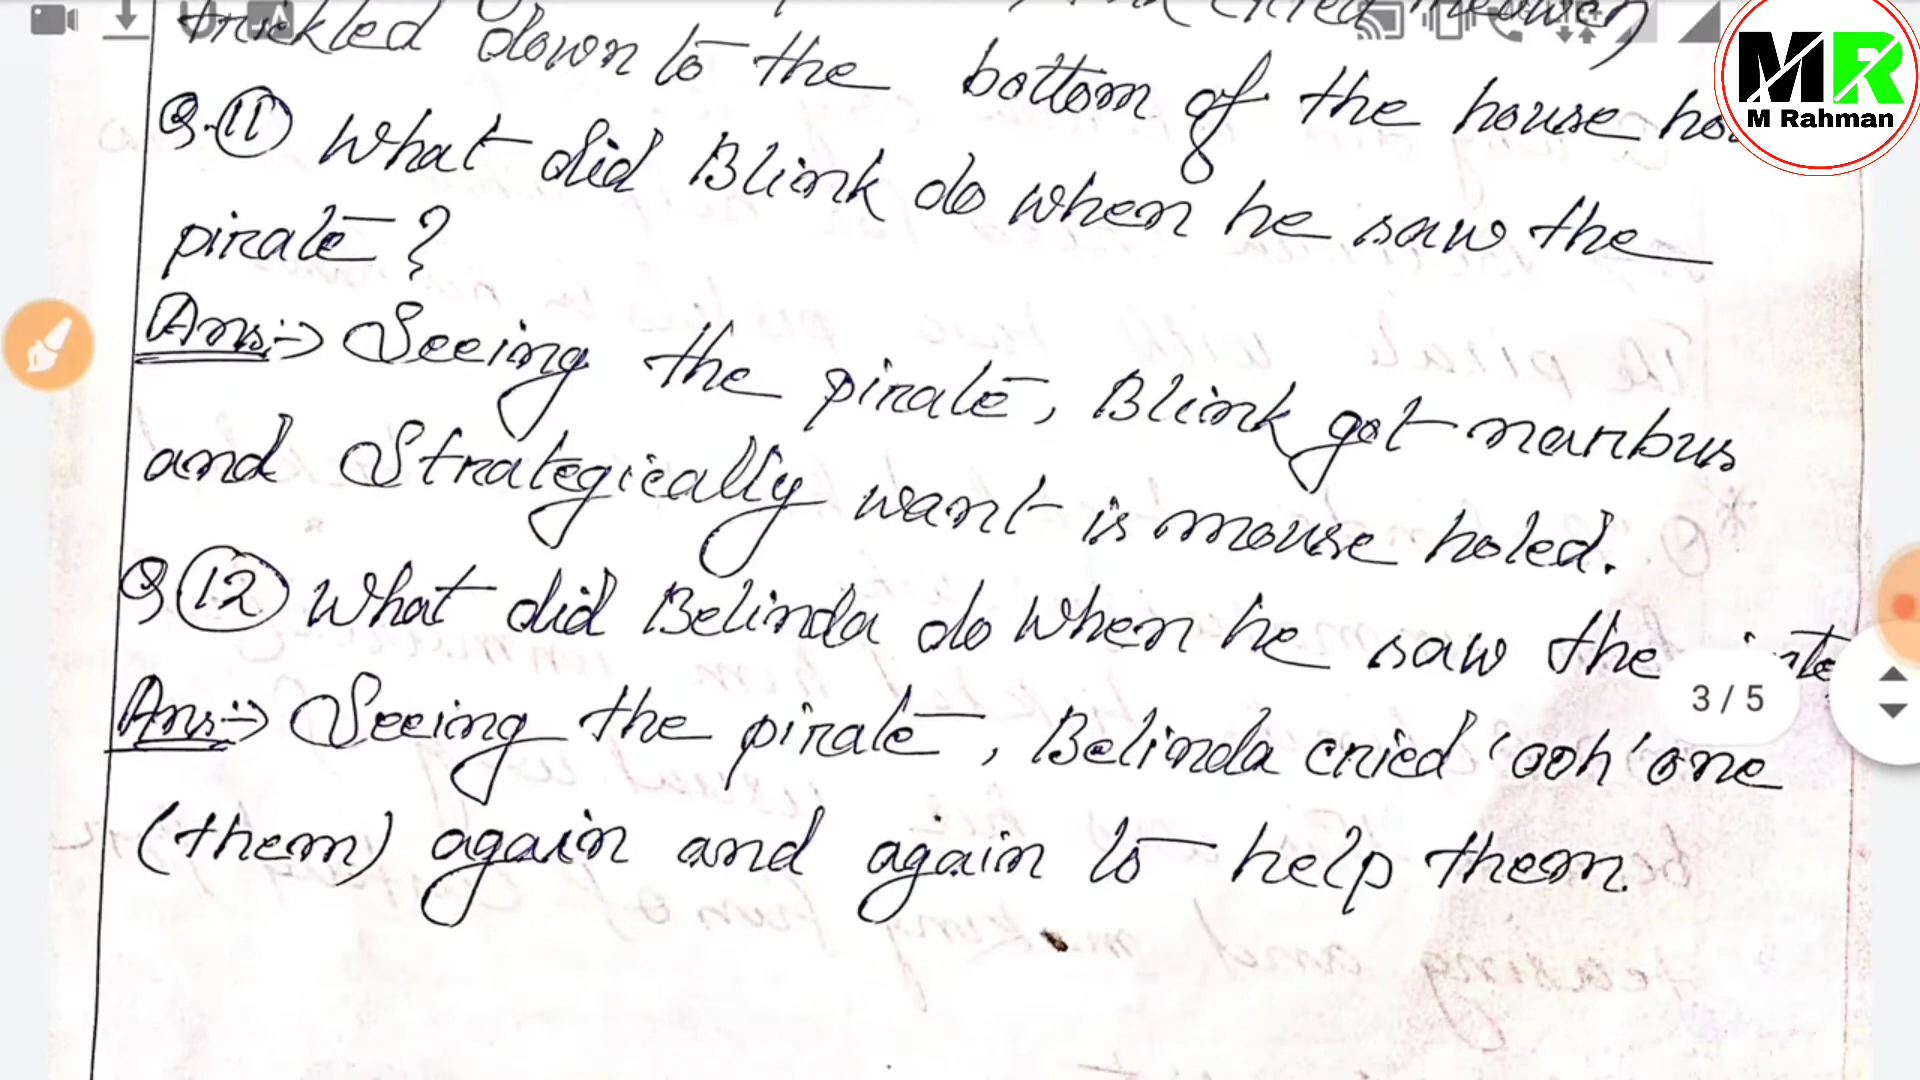 trickled down to the bottom of the house
Q.11 What did Blink do when he saw the
pirate?
Ans:-> Seeing the pirate, Blink got narbus
and Strategically want is mouse holed.
Q 12 What did Belinda do When he saw the
Ans:-> Seeing the pirate, Belinda cried 'ooh' one
(them) again and again to help them.
MR
M Rahman
3 / 5